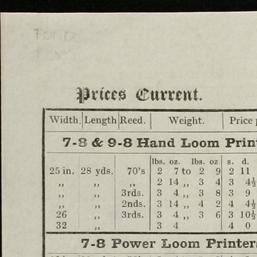 Prices Current.
Width. Length Reed. Weight. Price p
7-8 & 9-8 Hand Loom Prin
lbs. oz. lbs. oz. s. d.
25 in. 28 yds. 70's 2 7 to 2 9 2 11
„ „ „ 2 14 „ 3 4 3 4½
„ „ 3rds. 3 4 „ 3 8 3 9
„ „ 2nds. 3 14 „ 4 2 4 4½
26 „ 3rds. 3 4 „ 3 6 3 10½
32 „ 3 4 4 0
7-8 Power Loom Printers